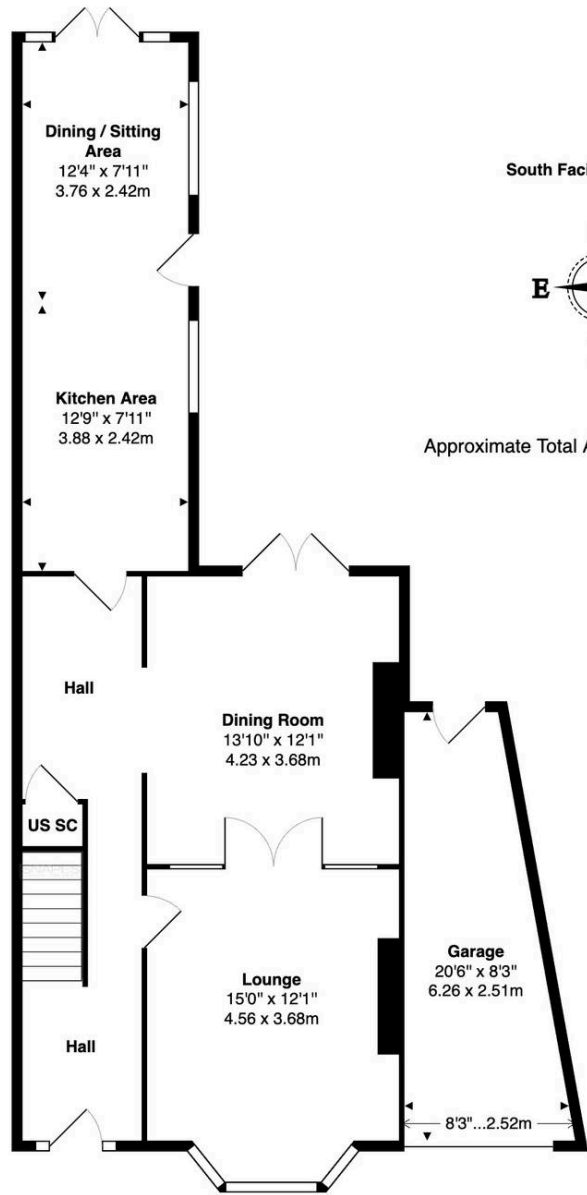 Dining / Sitting
Area
12'4" x 7'11"
3.76 x 2.42m
South Faci
E
Kitchen Area
12'9" x 7'11"
3.88 x 2.42m
Approximate Total A
Hall
Dining Room
13'10" x 12'1"
4.23 x 3.68m
US SC
Lounge
15'0" x 12'1"
4.56 x 3.68m
Garage
20'6" x 8'3"
6.26 x 2.51m
Hall
8'3"...2.52m